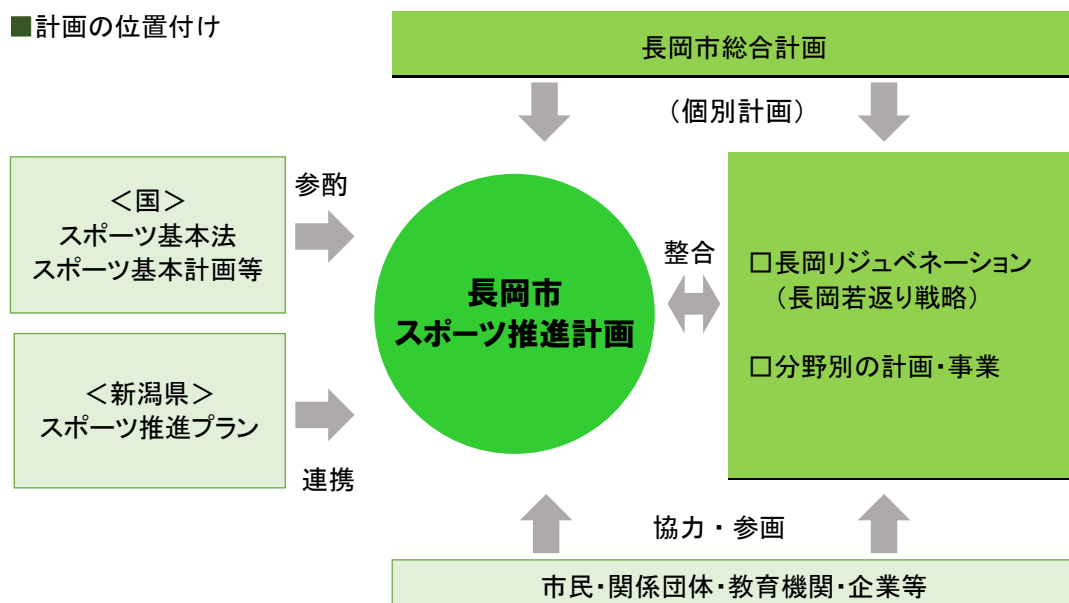 ■計画の位置付け
長岡市総合計画
（個別計画）
＜国＞
スポーツ基本法
スポーツ基本計画等
参酌
＜新潟県＞
スポーツ推進プラン
連携
長岡市
スポーツ推進計画
整合
□長岡リジュベネーション
（長岡若返り戦略）
□分野別の計画・事業
協力・参画
市民・関係団体・教育機関・企業等